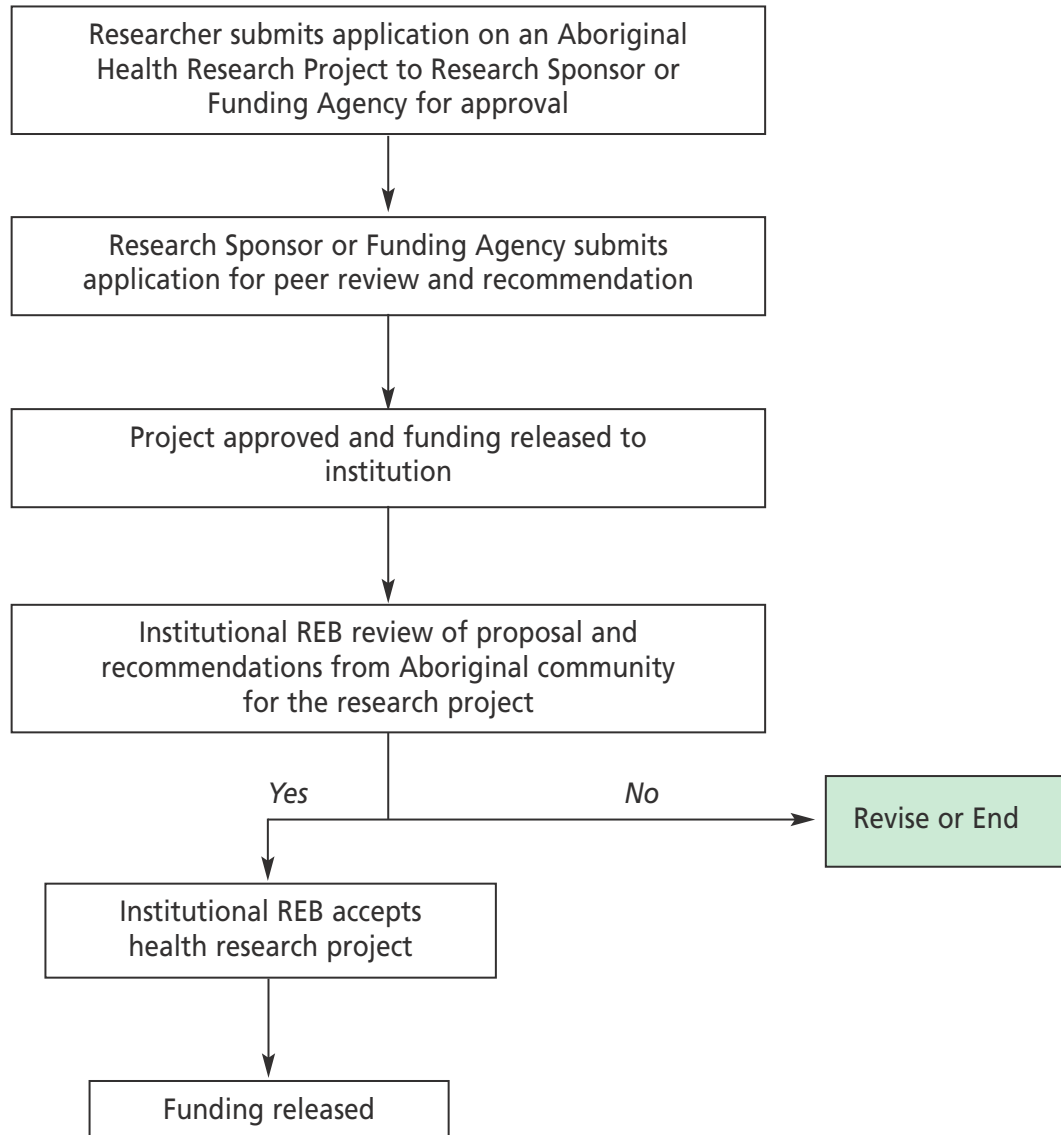 Researcher submits application on an Aboriginal
Health Research Project to Research Sponsor or
Funding Agency for approval
Research Sponsor or Funding Agency submits
application for peer review and recommendation
Project approved and funding released to
institution
Institutional REB review of proposal and
recommendations from Aboriginal community
for the research project
Yes
No
Revise or End
Institutional REB accepts
health research project
Funding released